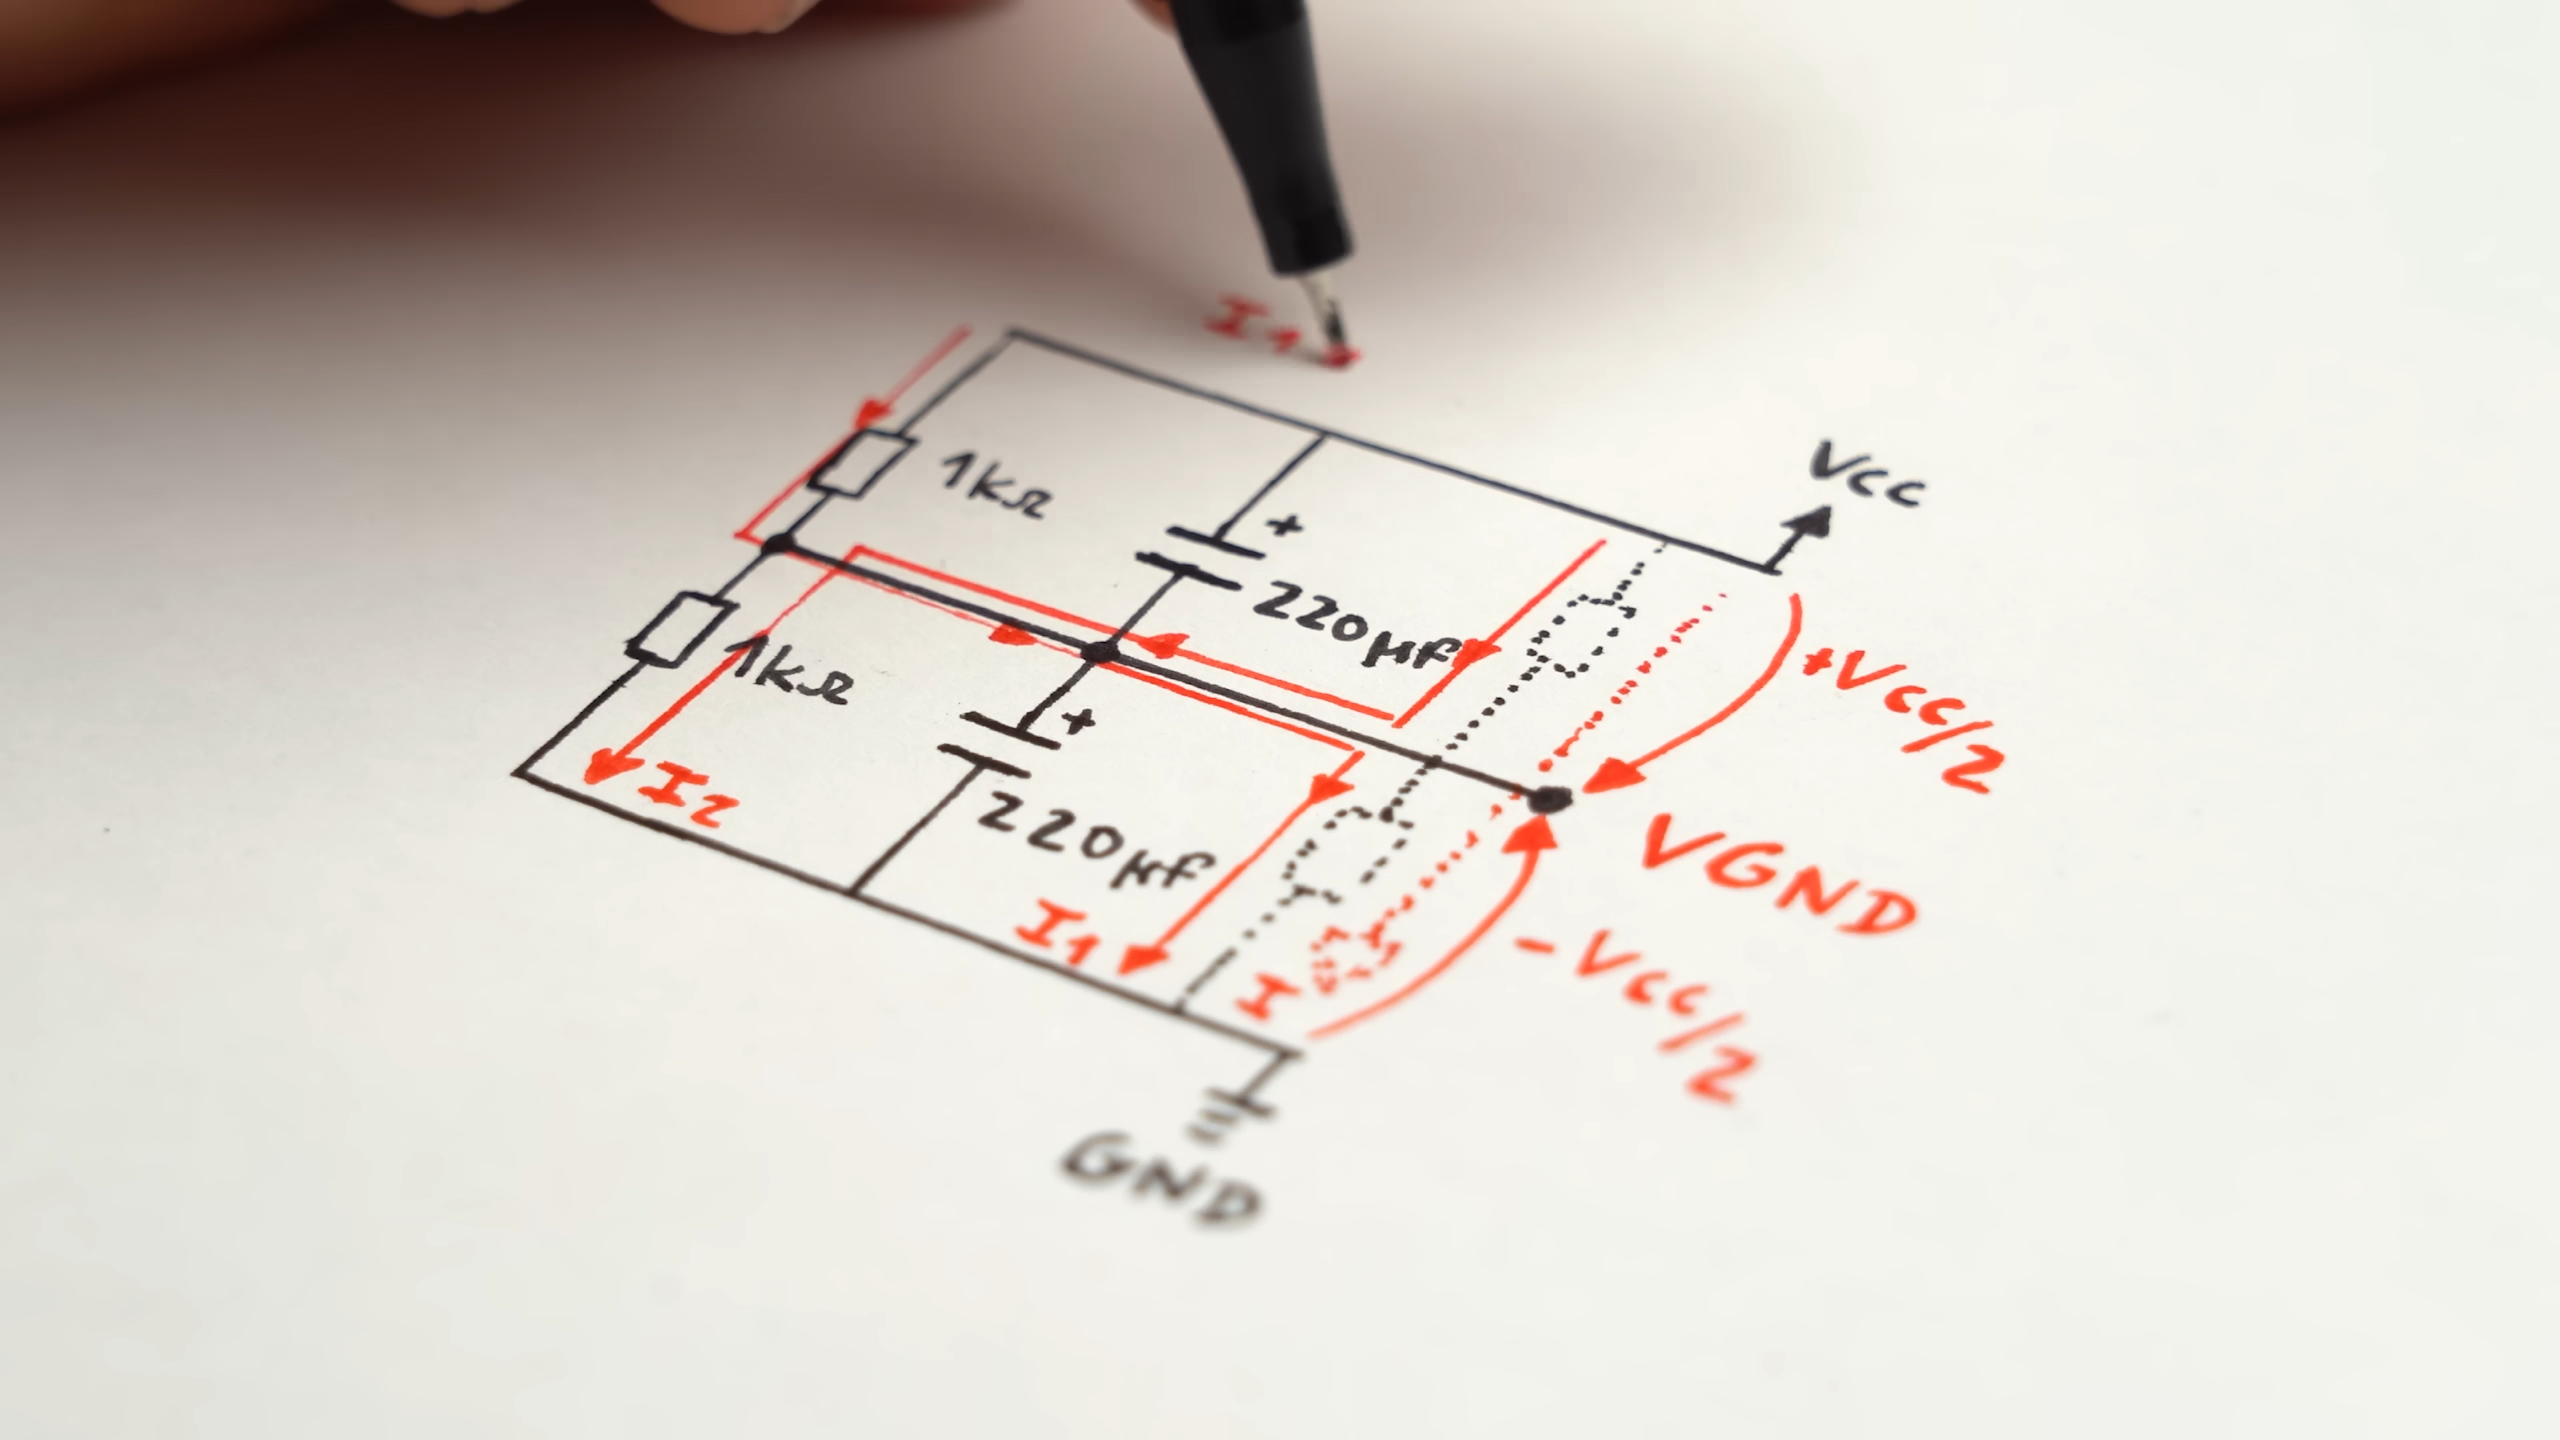 I1
VCC
1kΩ
+
220µF
+VCC/2
1kΩ
+
220µF
I2
VGND
I1
I
-VCC/2
GND